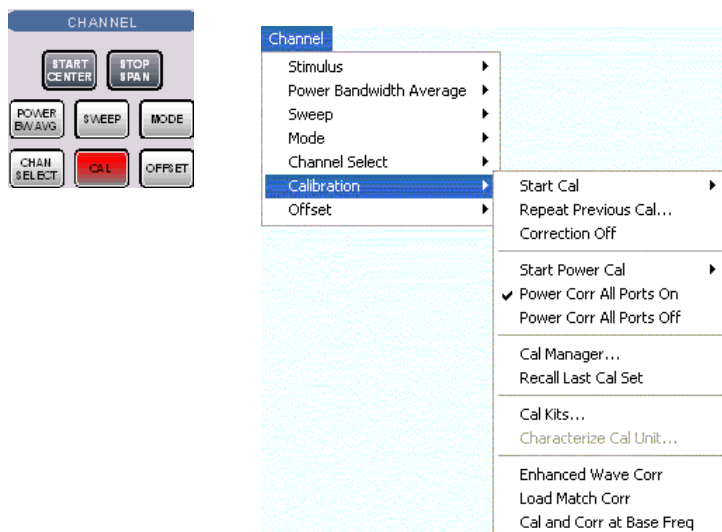 CHANNEL
START CENTER
STOP SPAN
POWER BW AVG
SWEEP
MODE
CHAN SELECT
CAL
OFFSET
Channel
Stimulus
Power Bandwidth Average
Sweep
Mode
Channel Select
Calibration
Offset
Start Cal
Repeat Previous Cal...
Correction Off
Start Power Cal
Power Corr All Ports On
Power Corr All Ports Off
Cal Manager...
Recall Last Cal Set
Cal Kits...
Characterize Cal Unit...
Enhanced Wave Corr
Load Match Corr
Cal and Corr at Base Freq